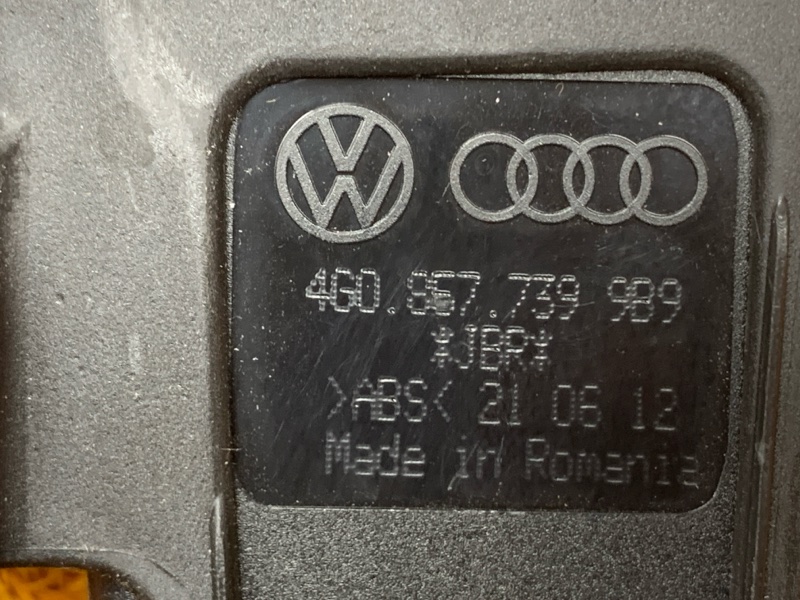 4G0.867.739 9B9
*JBR*
>ABS< 21 06 12
Made in Romania